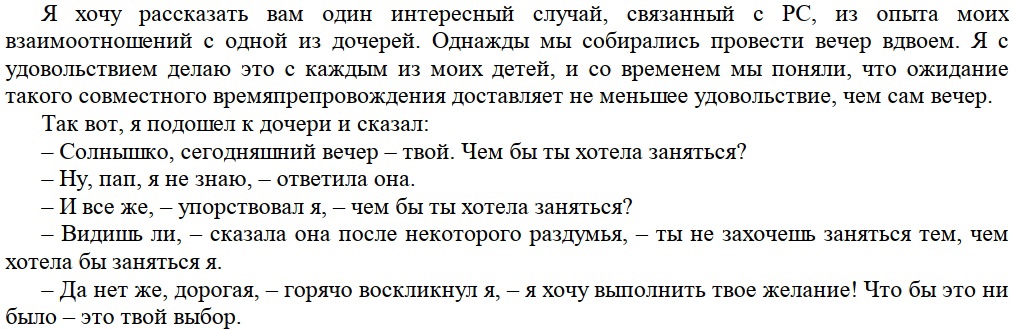 Я хочу рассказать вам один интересный случай, связанный с РС, из опыта моих
взаимоотношений с одной из дочерей. Однажды мы собирались провести вечер вдвоем. Я с
удовольствием делаю это с каждым из моих детей, и со временем мы поняли, что ожидание
такого совместного времяпрепровождения доставляет не меньшее удовольствие, чем сам вечер.
Так вот, я подошел к дочери и сказал:
– Солнышко, сегодняшний вечер – твой. Чем бы ты хотела заняться?
– Ну, пап, я не знаю, – ответила она.
– И все же, – упорствовал я, – чем бы ты хотела заняться?
– Видишь ли, – сказала она после некоторого раздумья, – ты не захочешь заняться тем, чем
хотела бы заняться я.
– Да нет же, дорогая, – горячо воскликнул я, – я хочу выполнить твое желание! Что бы это ни
было – это твой выбор.